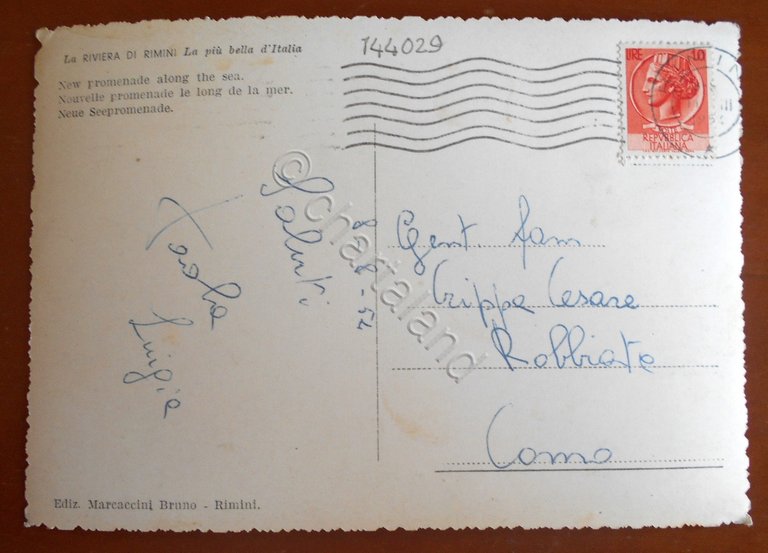 La RIVIERA DI RIMINI La più bella d'Italia
New promenade along the sea.
Nouvelle promenade le long de la mer.
Neue Seepromenade.
144029
LIRE 10
REPUBBLICA
ITALIANA
Saluti
Paola
Luigia
Gent. fam
Crippa Cesare
Robbiate
Como
Ediz. Marcaccini Bruno - Rimini.
© chartaland